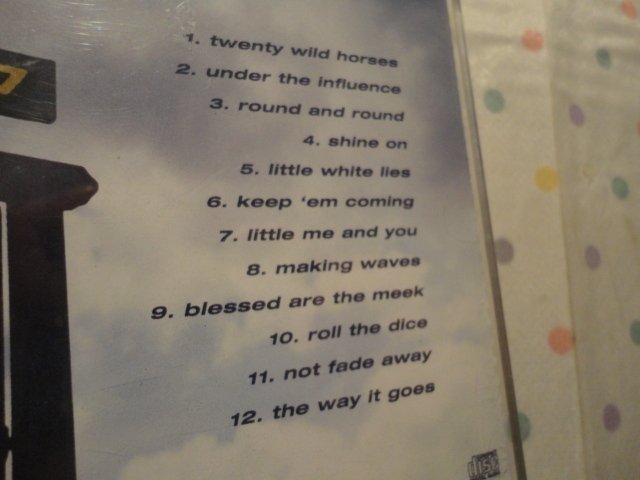 1. twenty wild horses
2. under the influence
3. round and round
4. shine on
5. little white lies
6. keep 'em coming
7. little me and you
8. making waves
9. blessed are the meek
10. roll the dice
11. not fade away
12. the way it goes
disc